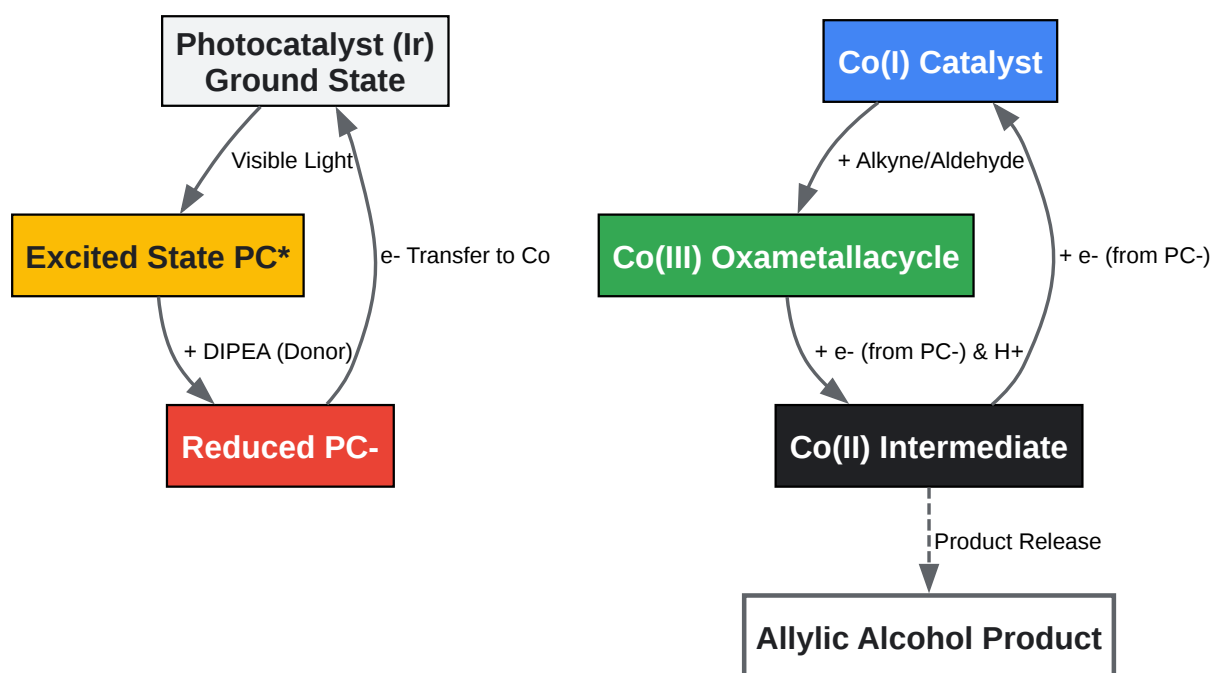 Photocatalyst (Ir)
Ground State
Visible Light
Excited State PC*
e- Transfer to Co
+ DIPEA (Donor)
Reduced PC-
Co(I) Catalyst
+ Alkyne/Aldehyde
Co(III) Oxametallacycle
+ e- (from PC-)
+ e- (from PC-) & H+
Co(II) Intermediate
Product Release
Allylic Alcohol Product